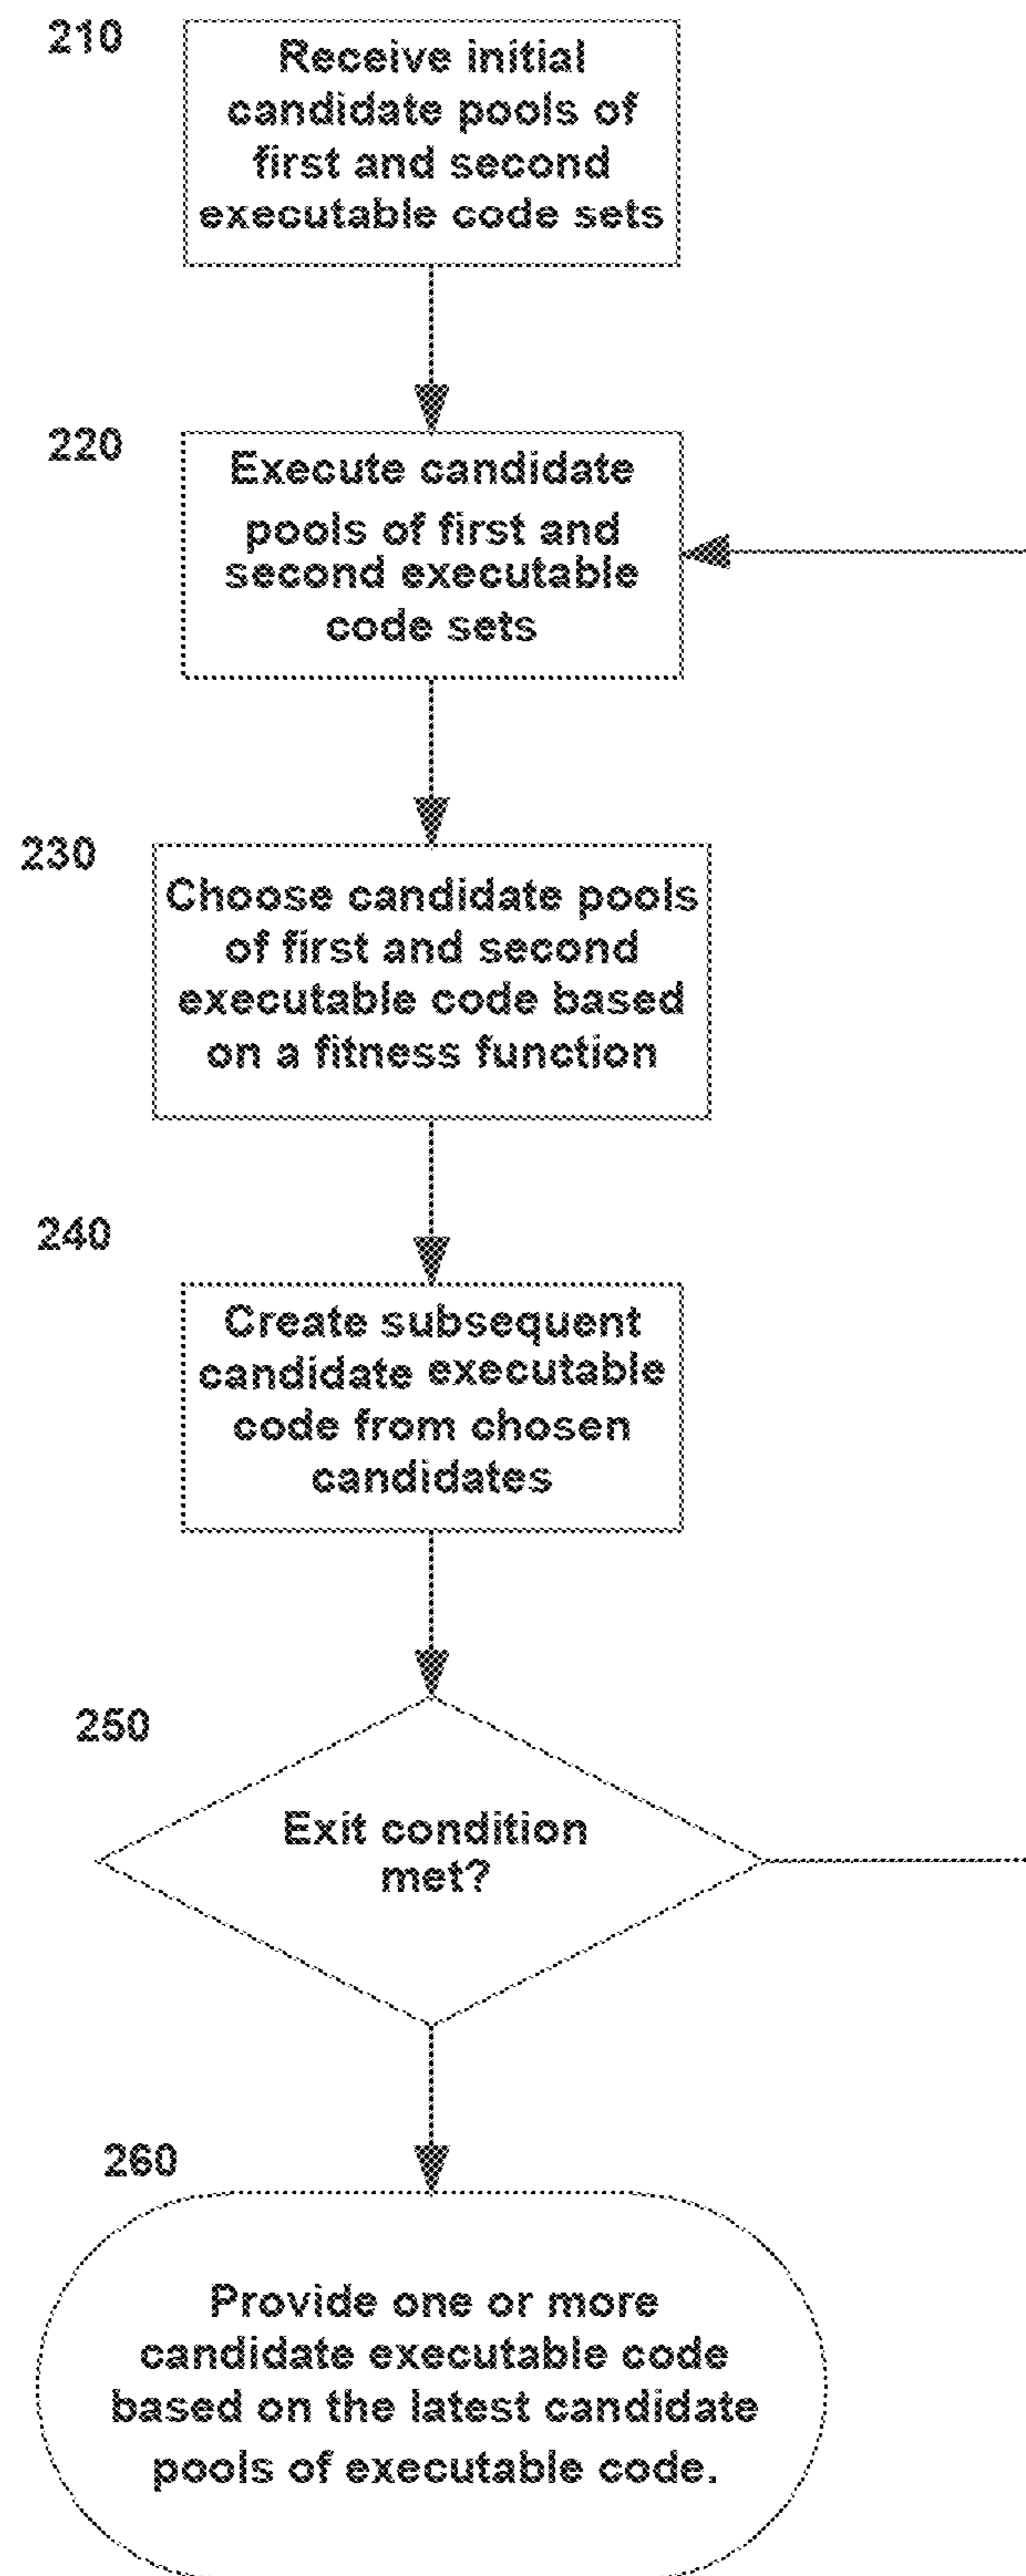 210
Receive initial
candidate pools of
first and second
executable code sets
220
Execute candidate
pools of first and
second executable
code sets
230
Choose candidate pools
of first and second
executable code based
on a fitness function
240
Create subsequent
candidate executable
code from chosen
candidates
250
Exit condition
met?
260
Provide one or more
candidate executable code
based on the latest candidate
pools of executable code.